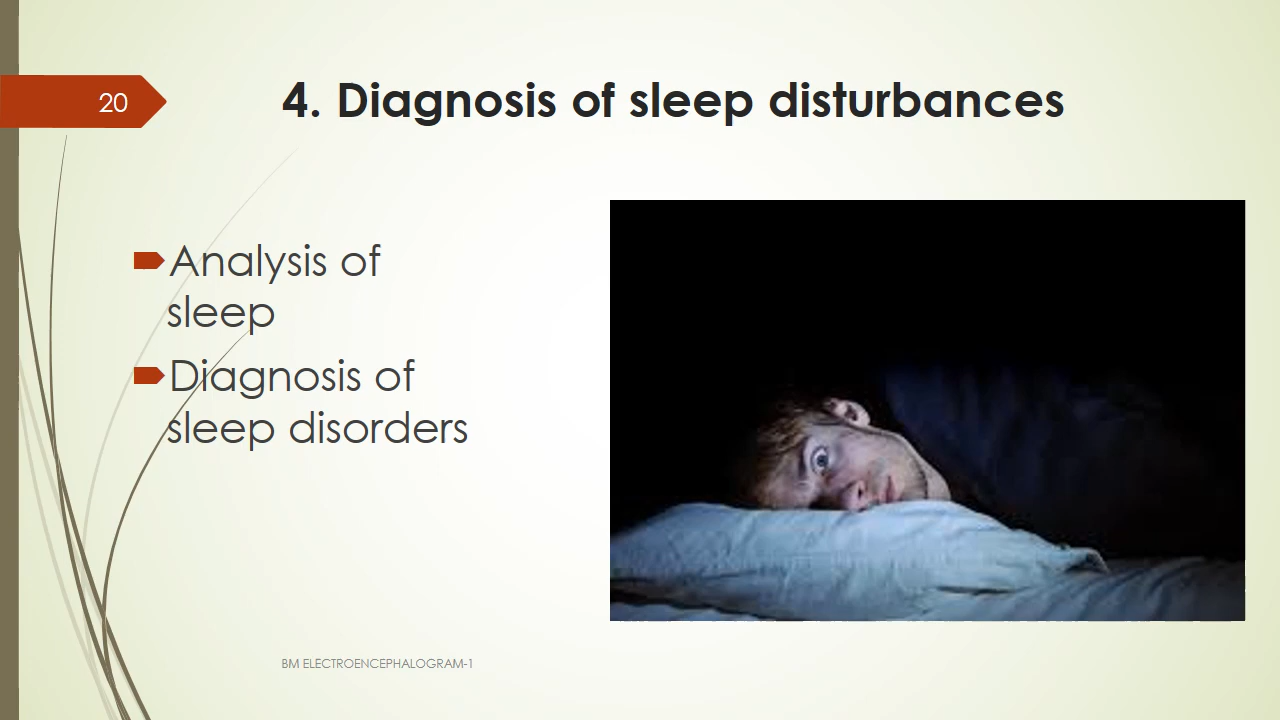 20
4. Diagnosis of sleep disturbances
Analysis of
sleep
Diagnosis of
sleep disorders
BM ELECTROENCEPHALOGRAM-1